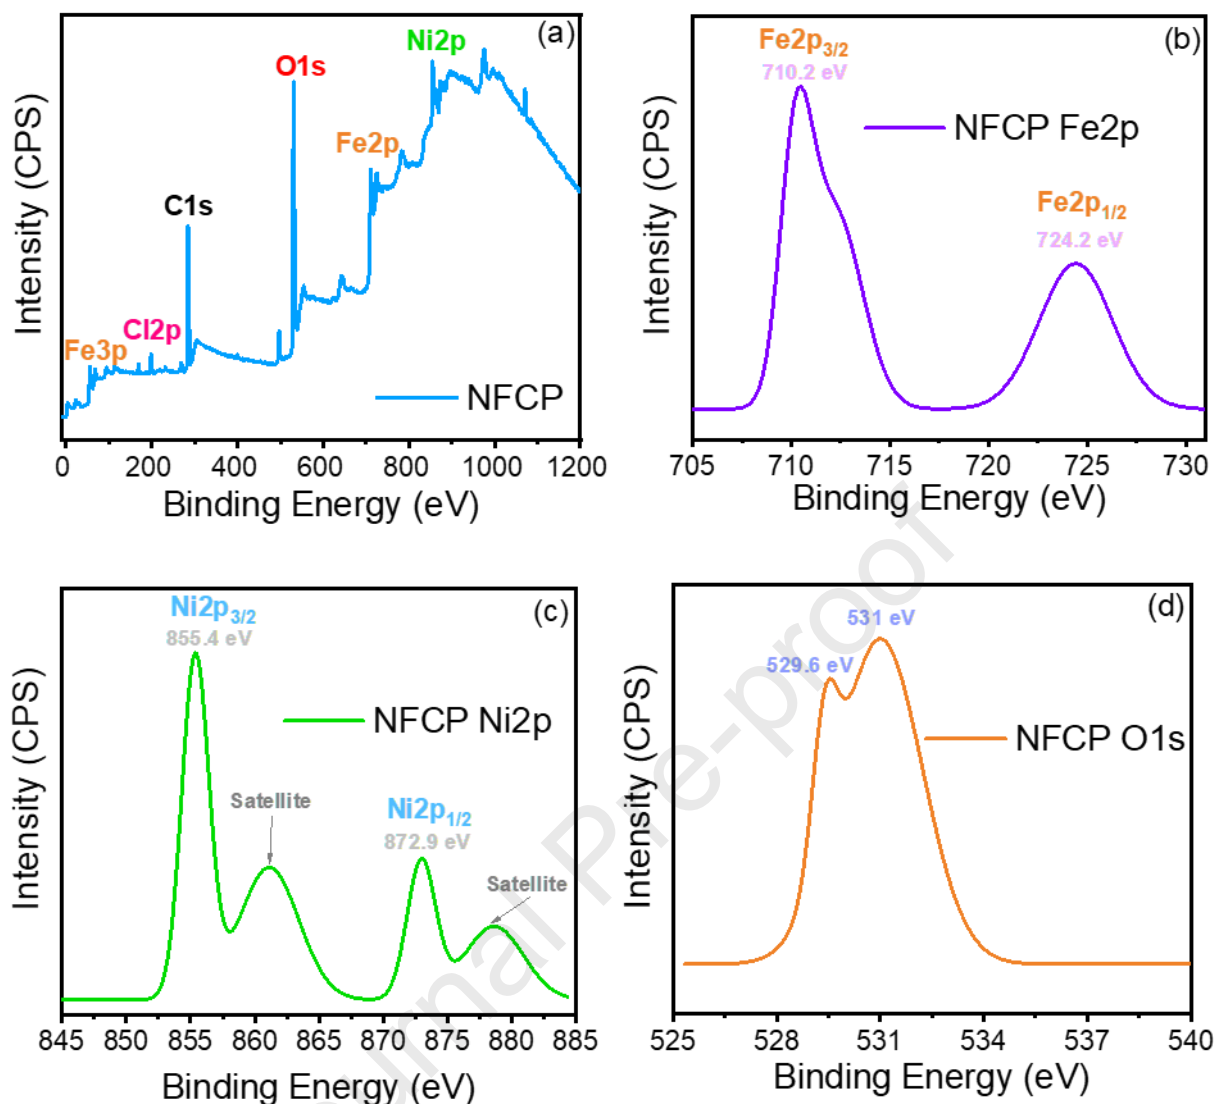 (a)
Ni2p
O1s
Fe2p
C1s
Cl2p
Fe3p
NFCP
Intensity (CPS)
0 200 400 600 800 1000 1200
Binding Energy (eV)
(b)
Fe2p3/2
710.2 eV
NFCP Fe2p
Fe2p1/2
724.2 eV
Intensity (CPS)
705 710 715 720 725 730
Binding Energy (eV)
(c)
Ni2p3/2
855.4 eV
NFCP Ni2p
Satellite
Ni2p1/2
872.9 eV
Satellite
Intensity (CPS)
845 850 855 860 865 870 875 880 885
Binding Energy (eV)
(d)
531 eV
529.6 eV
NFCP O1s
Intensity (CPS)
525 528 531 534 537 540
Binding Energy (eV)
urnal Pre-proof